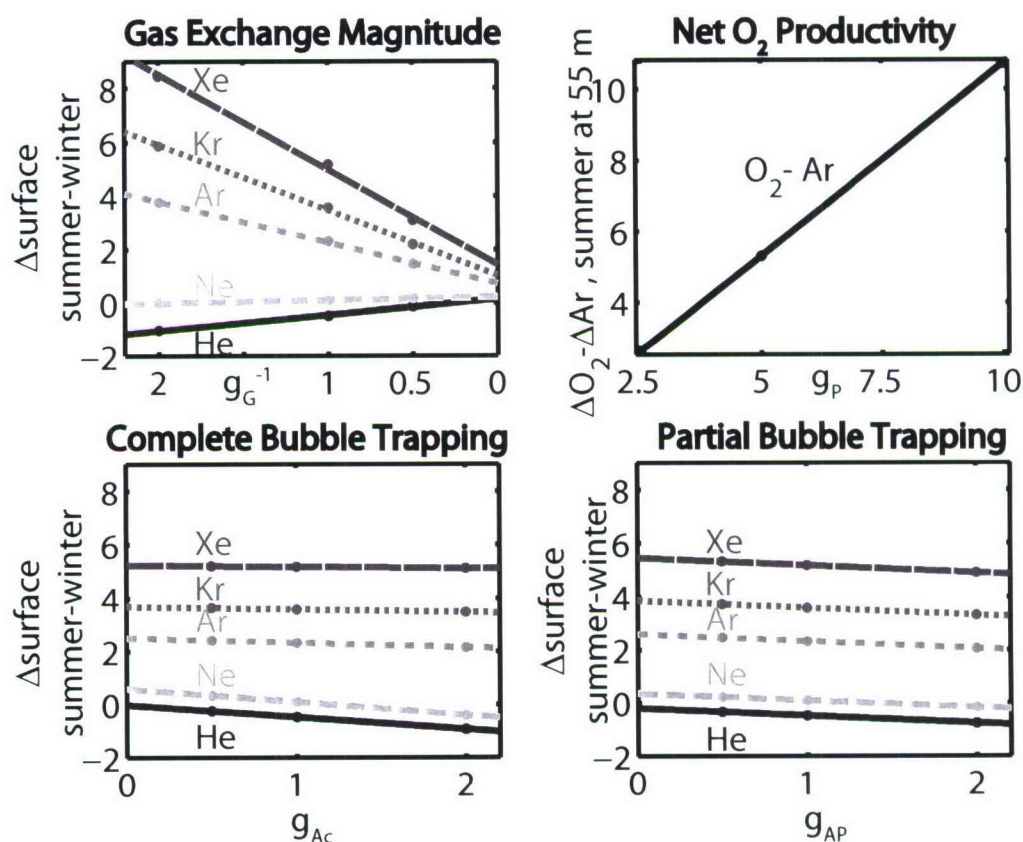 Gas Exchange Magnitude
Δsurface
summer-winter
8
6
4
2
0
−2
Xe
Kr
Ar
Ne
He
2
1
0.5
0
g_G^-1
Net O₂ Productivity
ΔO₂-ΔAr , summer at 55 m
10
8
6
4
O₂- Ar
2.5
5
7.5
10
g_P
Complete Bubble Trapping
Δsurface
summer-winter
8
6
4
2
0
−2
Xe
Kr
Ar
Ne
He
0
1
2
g_Ac
Partial Bubble Trapping
Δsurface
summer-winter
8
6
4
2
0
−2
Xe
Kr
Ar
Ne
He
0
1
2
g_AP